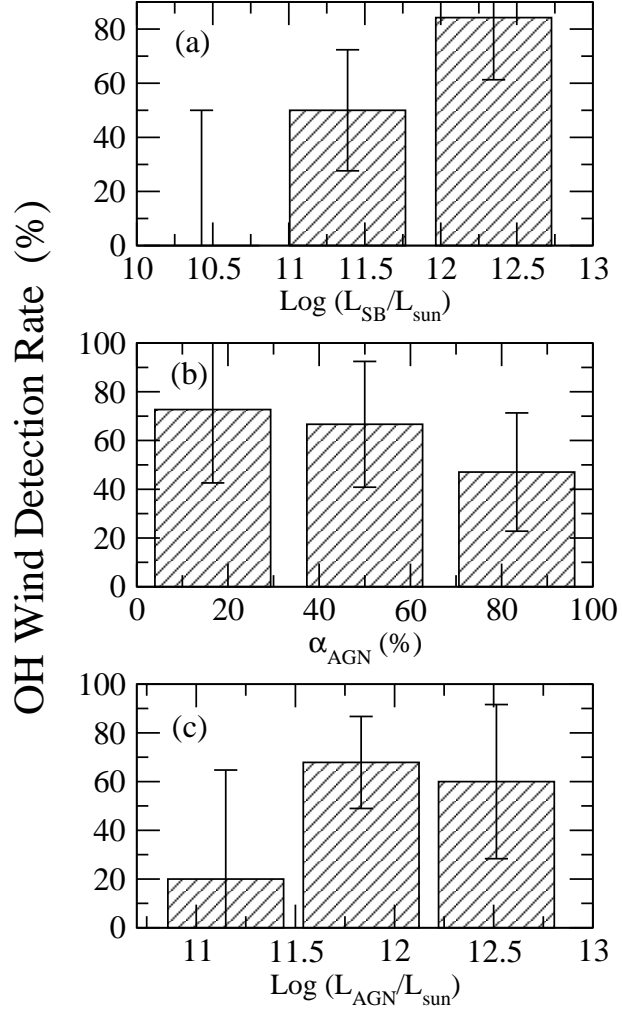 OH Wind Detection Rate (%)
(a)
80
60
40
20
0
10 10.5 11 11.5 12 12.5 13
Log (L_SB/L_sun)
(b)
100
80
60
40
20
0
0 20 40 60 80 100
α_AGN (%)
(c)
100
80
60
40
20
0
11 11.5 12 12.5 13
Log (L_AGN/L_sun)